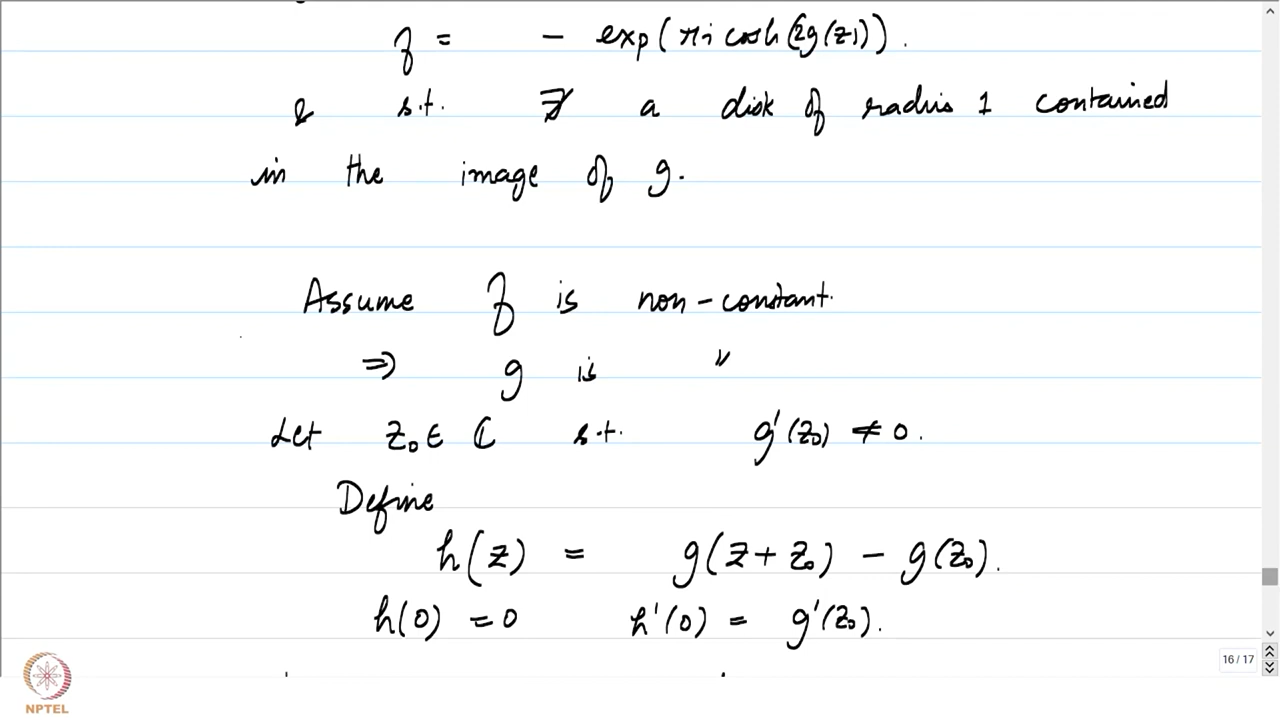 f = - exp(πi cosh(2g(z))).
& s.t. ∄ a disk of radius 1 contained
in the image of g.
Assume f is non-constant.
⇒ g is "
Let z₀ ∈ ℂ s.t. g'(z₀) ≠ 0.
Define
h(z) = g(z + z₀) - g(z₀).
h(0) = 0 h'(0) = g'(z₀).
16 / 17
NPTEL